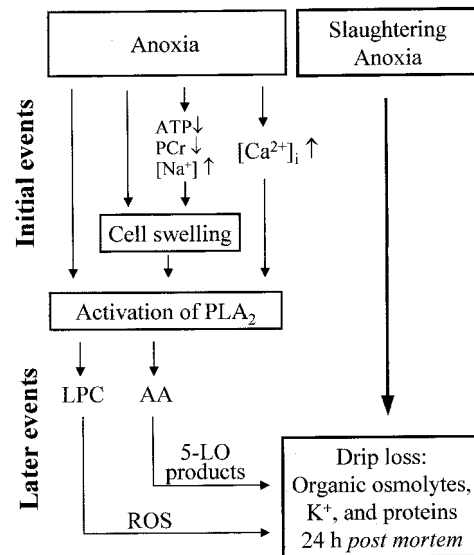 Anoxia
Slaughtering
Anoxia
Initial events
ATP↓
PCr↓
[Na⁺]↑
[Ca²⁺]ᵢ↑
Cell swelling
Activation of PLA₂
Later events
LPC
AA
5-LO
products
ROS
Drip loss:
Organic osmolytes,
K⁺, and proteins
24 h post mortem